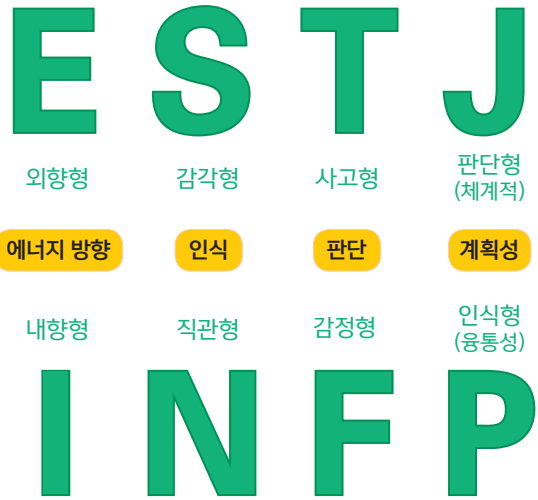 E S T J
외향형 감각형 사고형 판단형
(체계적)
에너지 방향 인식 판단 계획성
내향형 직관형 감정형 인식형
(융통성)
I N F P